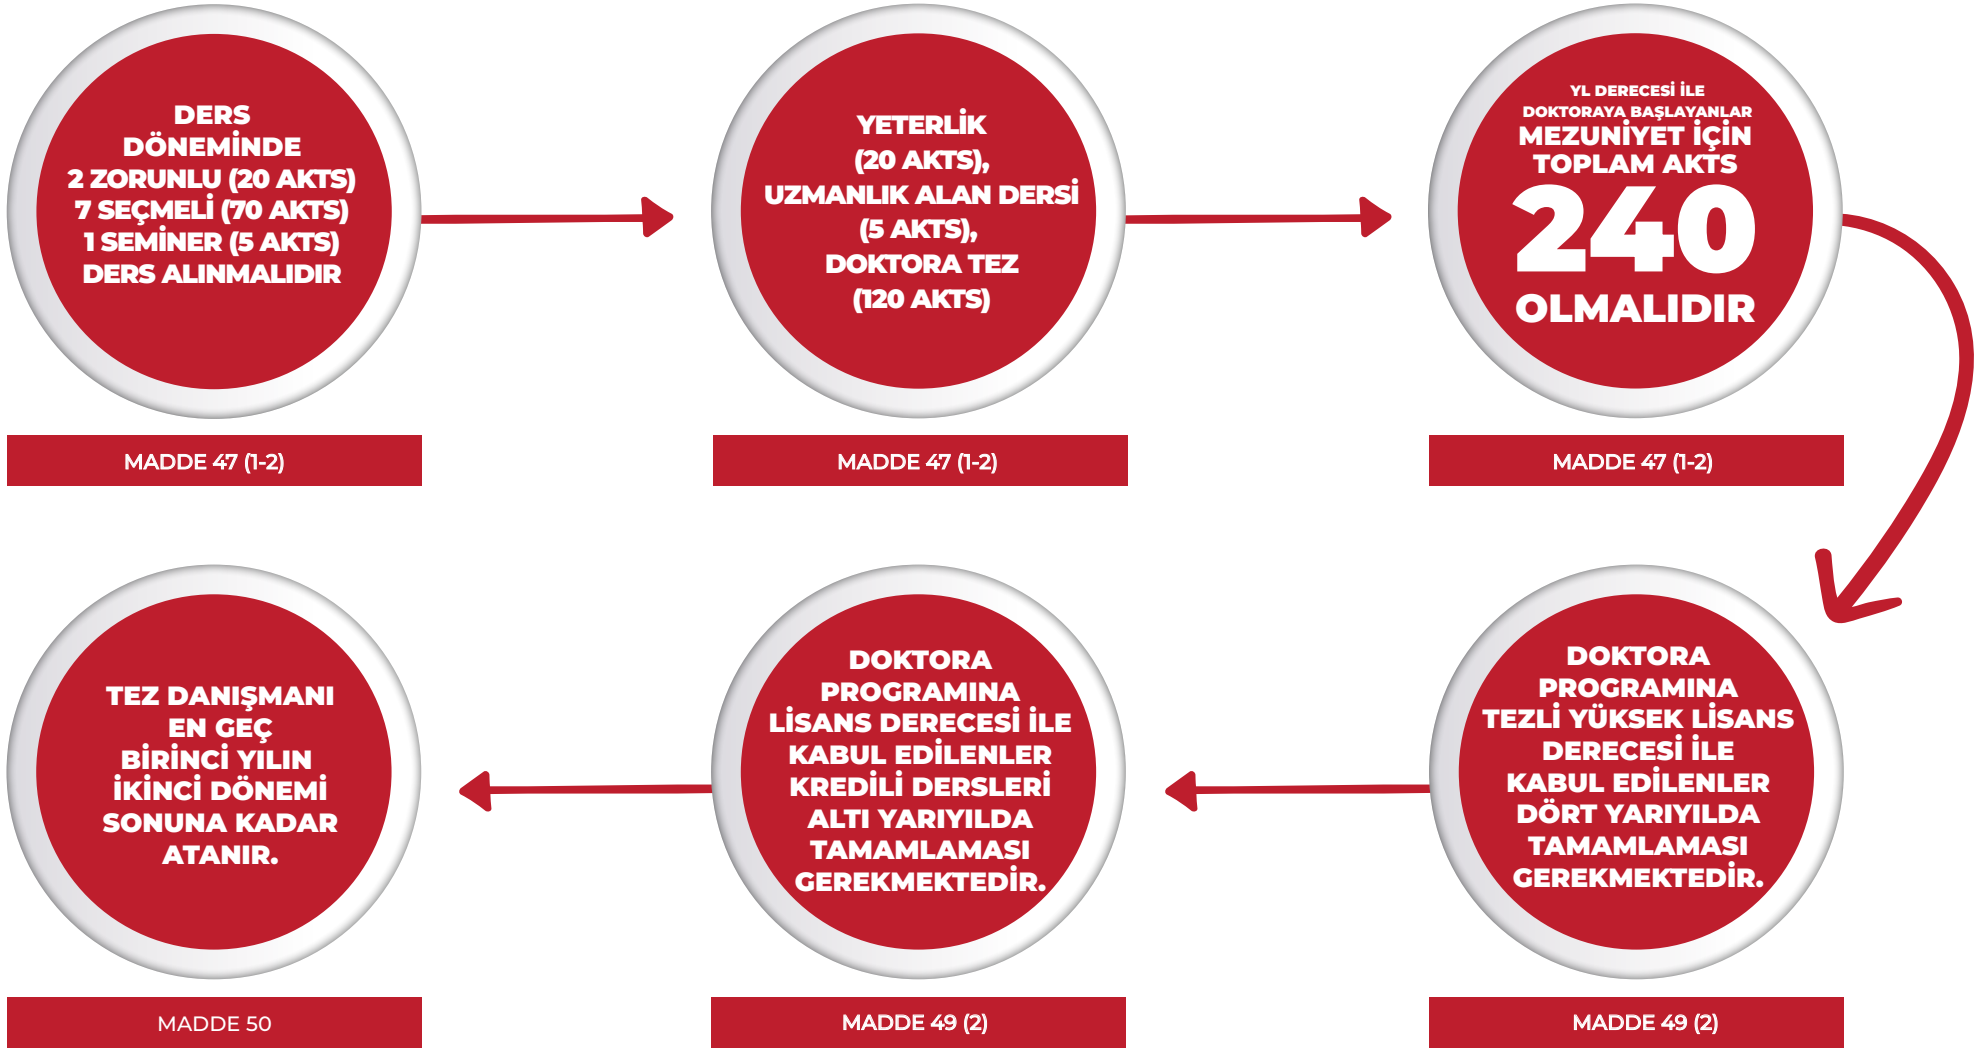 DERS
DÖNEMİNDE
2 ZORUNLU (20 AKTS)
7 SEÇMELİ (70 AKTS)
1 SEMİNER (5 AKTS)
DERS ALINMALIDIR
MADDE 47 (1-2)
YETERLİK
(20 AKTS),
UZMANLIK ALAN DERSİ
(5 AKTS),
DOKTORA TEZ
(120 AKTS)
MADDE 47 (1-2)
YL DERECESİ İLE
DOKTORAYA BAŞLAYANLAR
MEZUNİYET İÇİN
TOPLAM AKTS
240
OLMALIDIR
MADDE 47 (1-2)
DOKTORA
PROGRAMINA
TEZLİ YÜKSEK LİSANS
DERECESİ İLE
KABUL EDİLENLER
DÖRT YARIYILDA
TAMAMLAMASI
GEREKMEKTEDİR.
MADDE 49 (2)
DOKTORA
PROGRAMINA
LİSANS DERECESİ İLE
KABUL EDİLENLER
KREDİLİ DERSLERİ
ALTI YARIYILDA
TAMAMLAMASI
GEREKMEKTEDİR.
MADDE 49 (2)
TEZ DANIŞMANI
EN GEÇ
BİRİNCİ YILIN
İKİNCİ DÖNEMİ
SONUNA KADAR
ATANIR.
MADDE 50